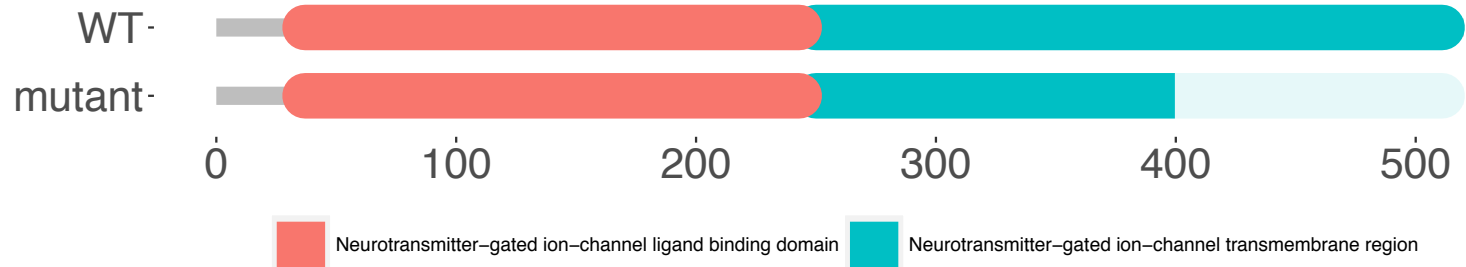 WT
mutant
0 100 200 300 400 500
Neurotransmitter−gated ion−channel ligand binding domain Neurotransmitter−gated ion−channel transmembrane region